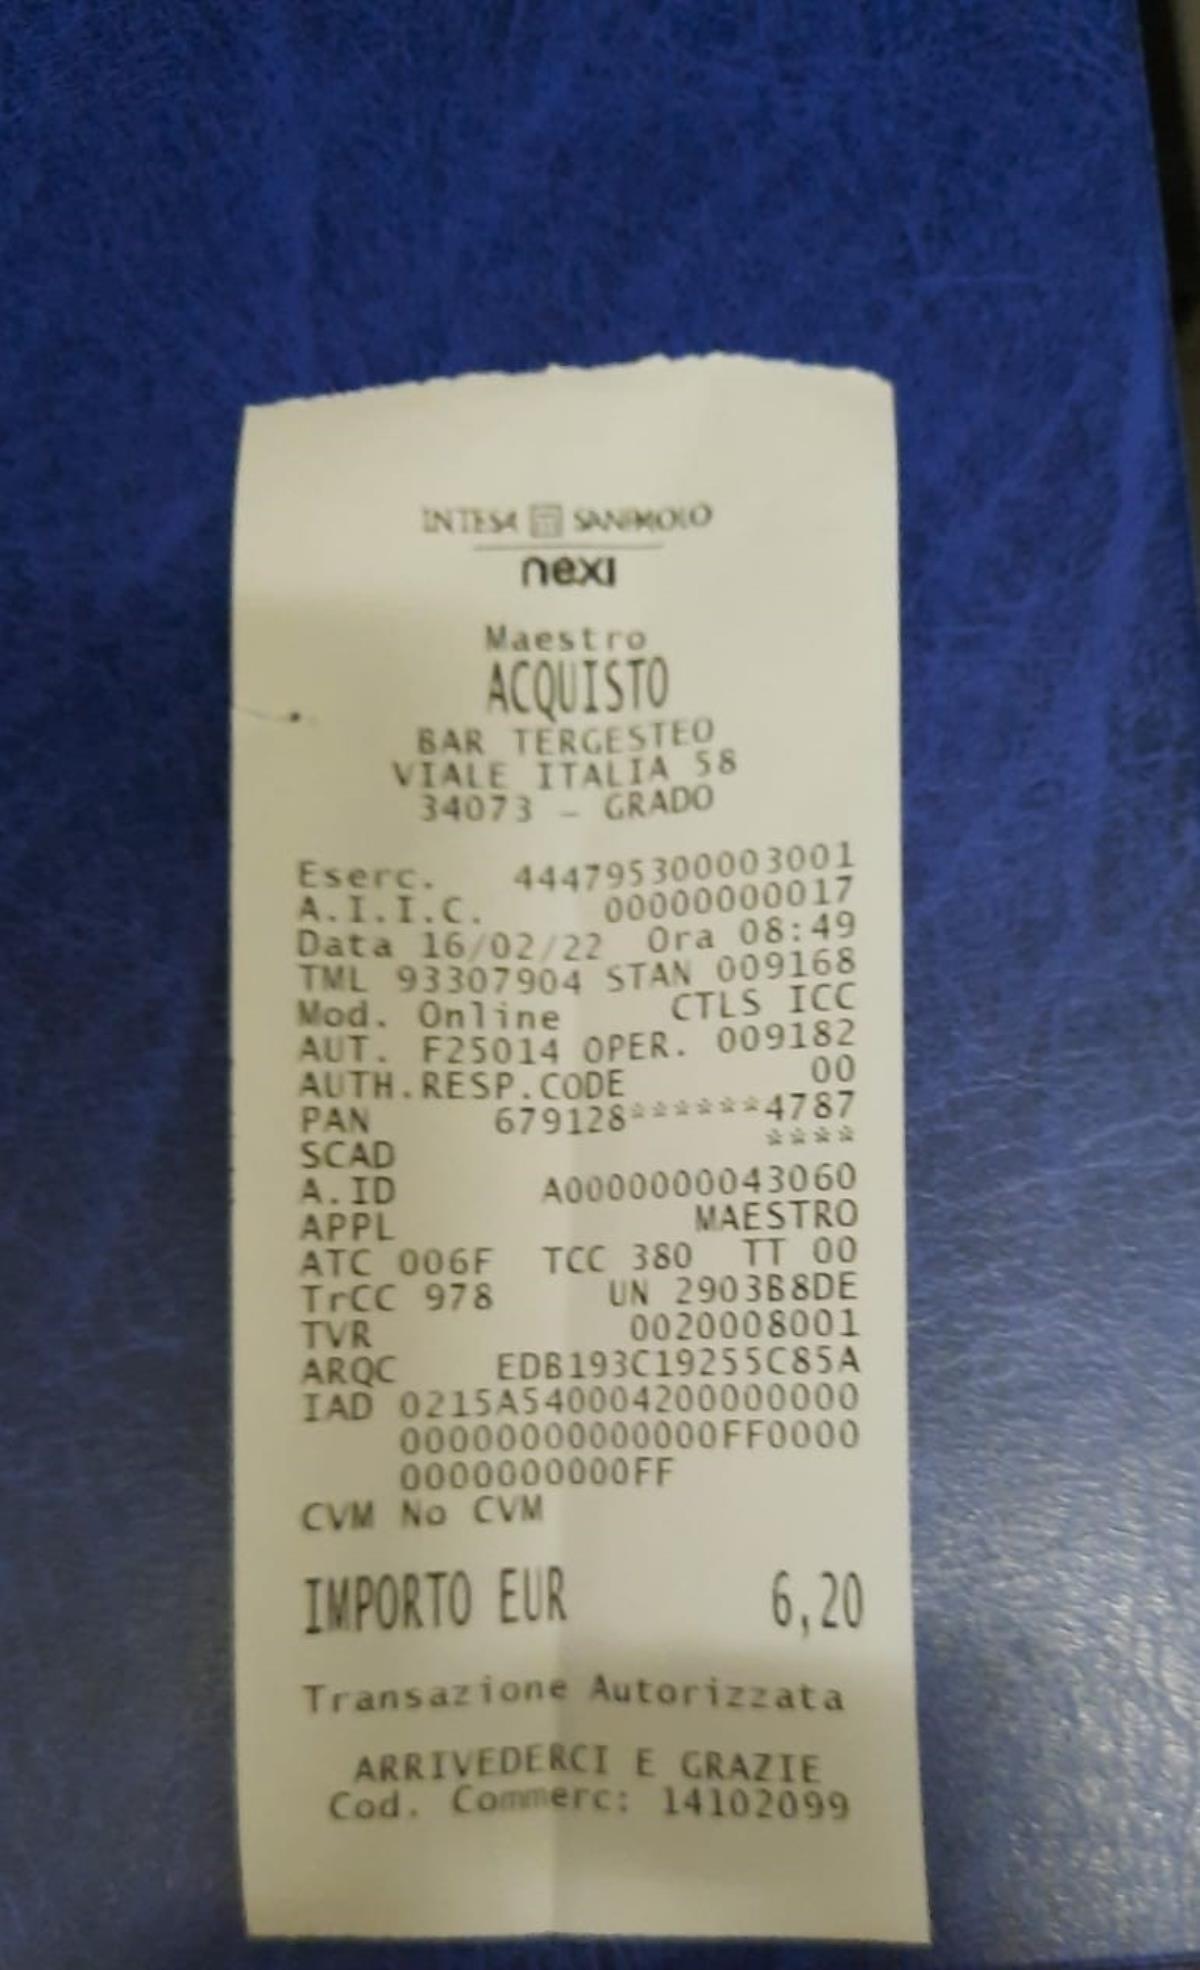 INTESA SANPAOLO
nexi
Maestro
ACQUISTO
BAR TERGESTEO
VIALE ITALIA 58
34073 - GRADO
Eserc. 444795300003001
A.I.I.C. 00000000017
Data 16/02/22 Ora 08:49
TML 93307904 STAN 009168
Mod. Online CTLS ICC
AUT. F25014 OPER. 009182
AUTH.RESP.CODE 00
PAN 679128******4787
SCAD ****
A.ID A0000000043060
APPL MAESTRO
ATC 006F TCC 380 TT 00
TrCC 978 UN 2903B8DE
TVR 0020008001
ARQC EDB193C19255C85A
IAD 0215A540004200000000
00000000000000FF0000
0000000000FF
CVM No CVM
IMPORTO EUR 6,20
Transazione Autorizzata
ARRIVEDERCI E GRAZIE
Cod. Commerc: 14102099